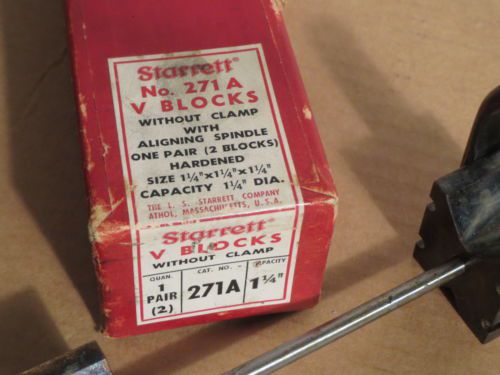 Starrett
No. 271 A
V BLOCKS
WITHOUT CLAMP
WITH
ALIGNING SPINDLE
ONE PAIR (2 BLOCKS)
HARDENED
SIZE 1¼"x1¼"x1¼"
CAPACITY 1¼" DIA.
THE L. S. STARRETT COMPANY
ATHOL, MASSACHUSETTS, U.S.A.
Starrett
V BLOCKS
WITHOUT CLAMP
QUAN. CAT. NO. CAPACITY
1 PAIR (2) 271A 1¼"